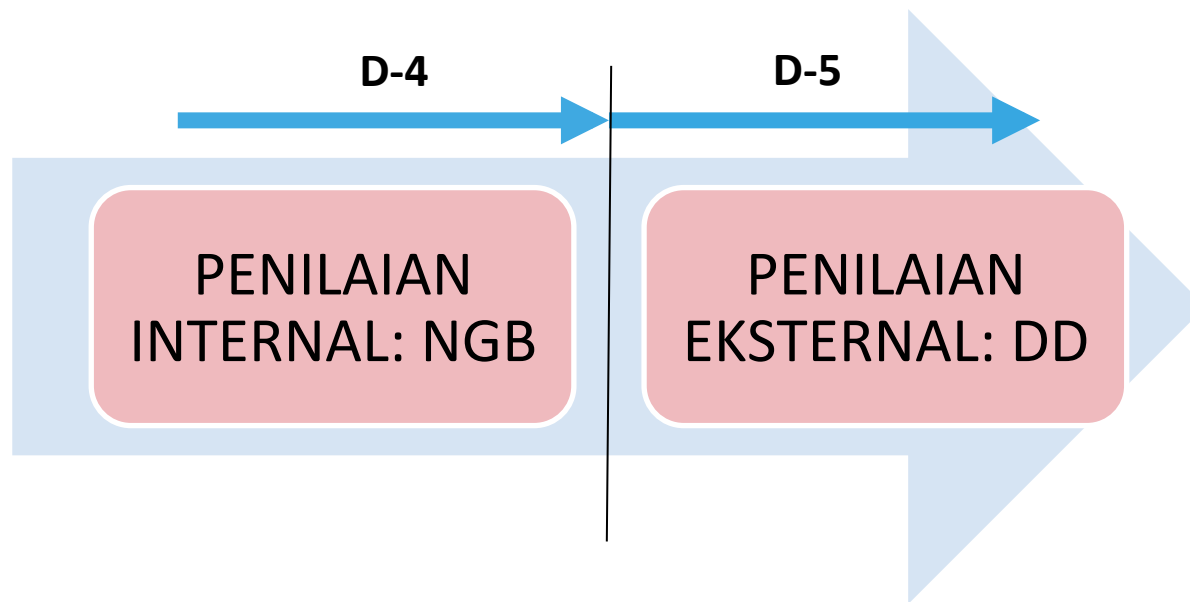 D-4
D-5
PENILAIAN
INTERNAL: NGB
PENILAIAN
EKSTERNAL: DD